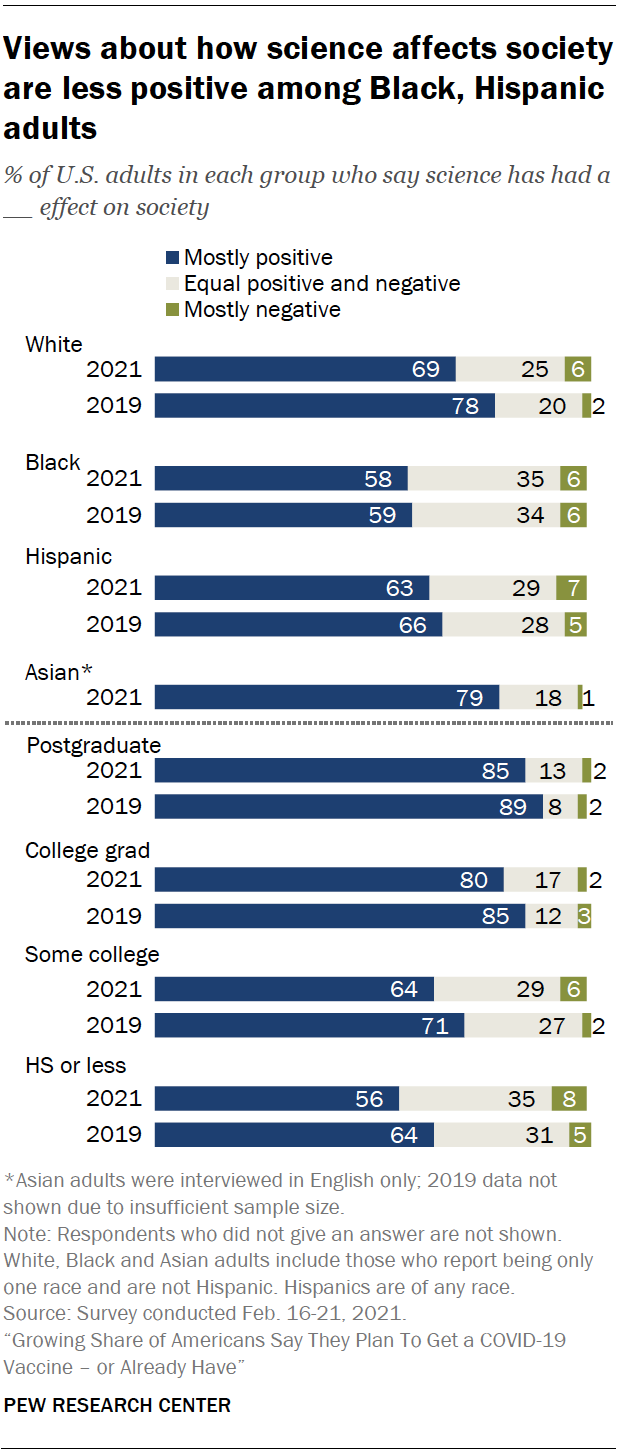 Views about how science affects society
are less positive among Black, Hispanic
adults
% of U.S. adults in each group who say science has had a
__ effect on society
Mostly positive
Equal positive and negative
Mostly negative
White
2021 69 25 6
2019 78 20 2
Black
2021 58 35 6
2019 59 34 6
Hispanic
2021 63 29 7
2019 66 28 5
Asian*
2021 79 18 1
Postgraduate
2021 85 13 2
2019 89 8 2
College grad
2021 80 17 2
2019 85 12 3
Some college
2021 64 29 6
2019 71 27 2
HS or less
2021 56 35 8
2019 64 31 5
*Asian adults were interviewed in English only; 2019 data not
shown due to insufficient sample size.
Note: Respondents who did not give an answer are not shown.
White, Black and Asian adults include those who report being only
one race and are not Hispanic. Hispanics are of any race.
Source: Survey conducted Feb. 16-21, 2021.
“Growing Share of Americans Say They Plan To Get a COVID-19
Vaccine – or Already Have”
PEW RESEARCH CENTER